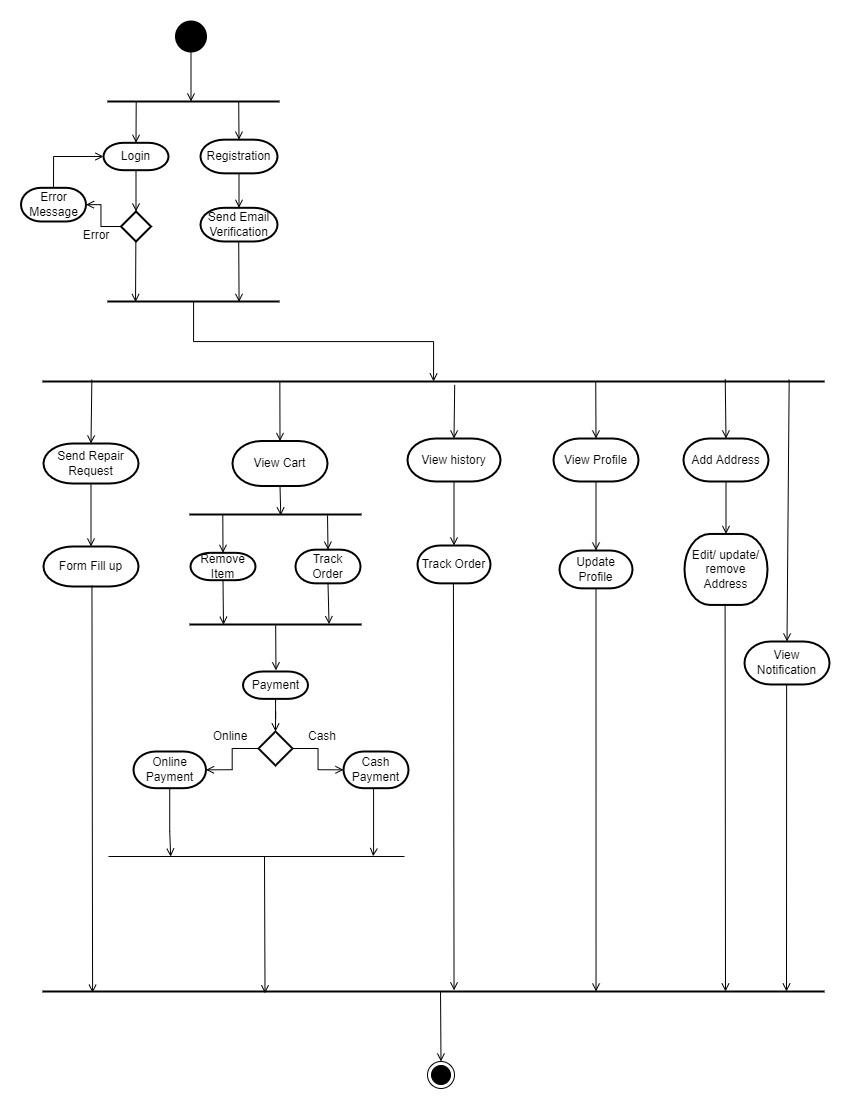 Login
Registration
Error
Message
Send Email
Verification
Error
Send Repair
Request
View Cart
View history
View Profile
Add Address
Form Fill up
Remove
Item
Track
Order
Track Order
Update
Profile
Edit/ update/
remove
Address
View
Notification
Payment
Online
Cash
Online
Payment
Cash
Payment